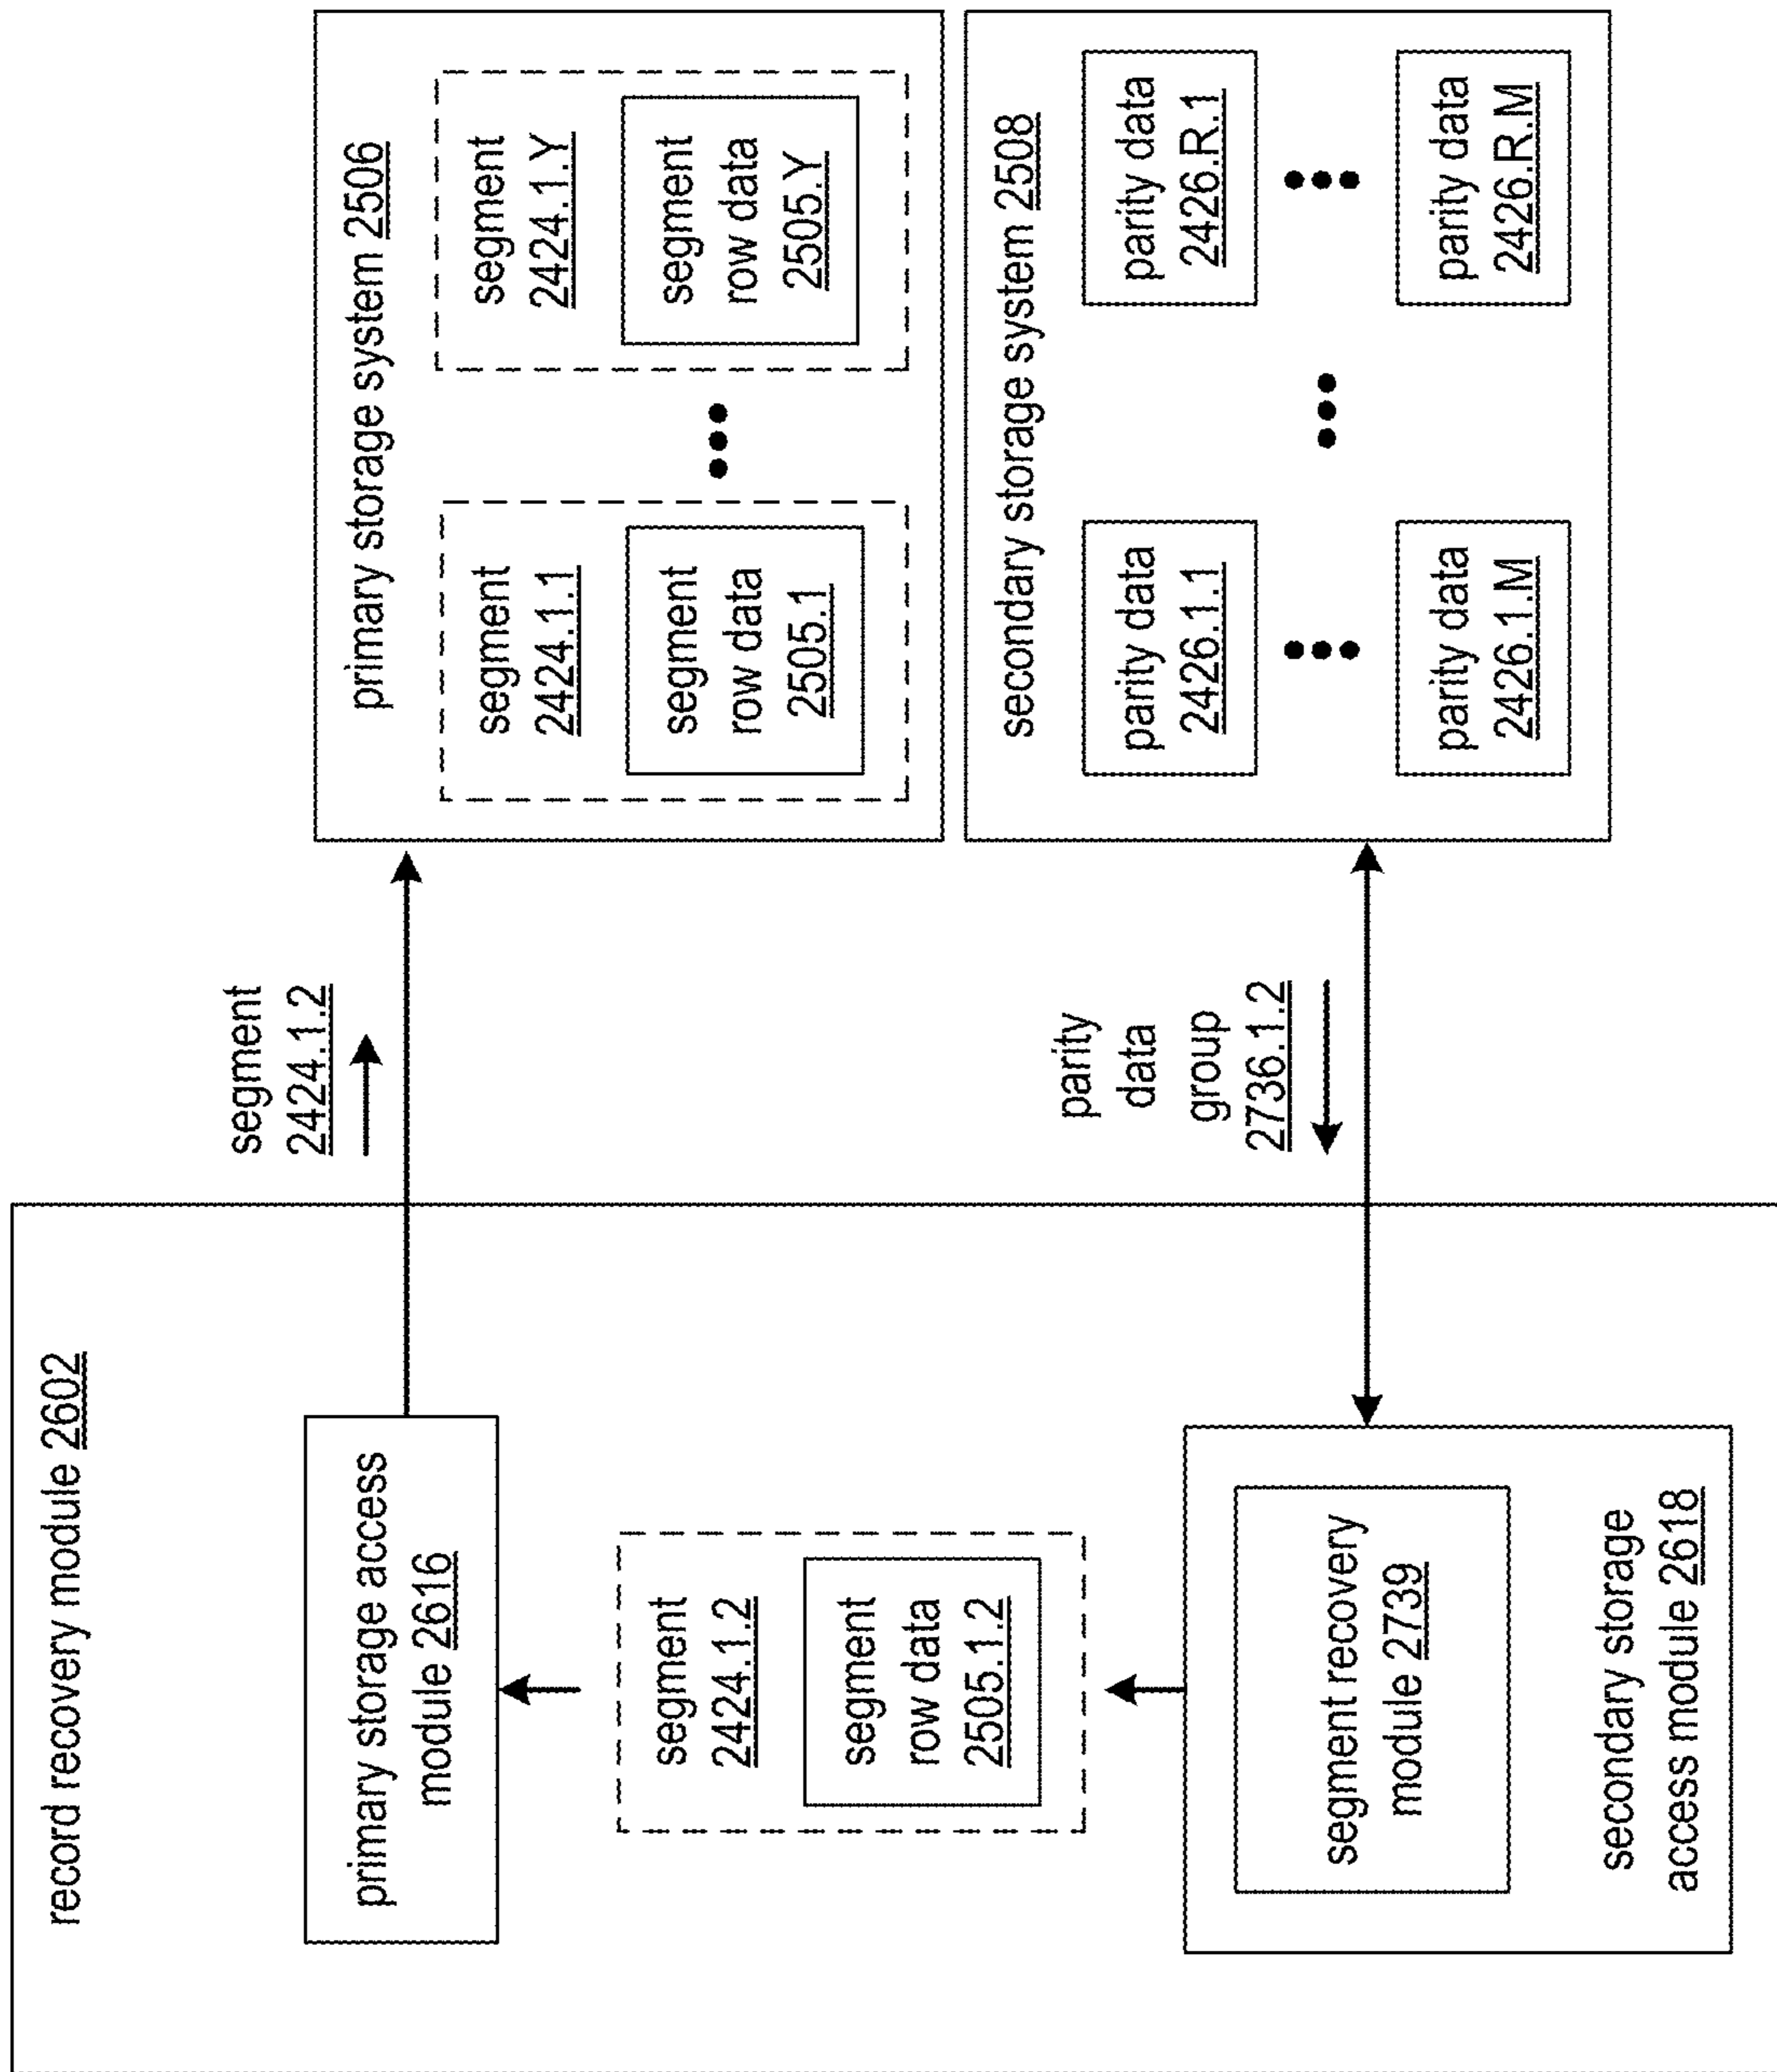 record recovery module 2602
primary storage access
module 2616
segment
2424.1.2
segment
row data
2505.1.2
segment recovery
module 2739
secondary storage
access module 2618
segment
2424.1.2
parity
data
group
2736.1.2
primary storage system 2506
segment
2424.1.1
segment
row data
2505.1
segment
2424.1.Y
segment
row data
2505.Y
secondary storage system 2508
parity data
2426.1.1
parity data
2426.R.1
parity data
2426.1.M
parity data
2426.R.M